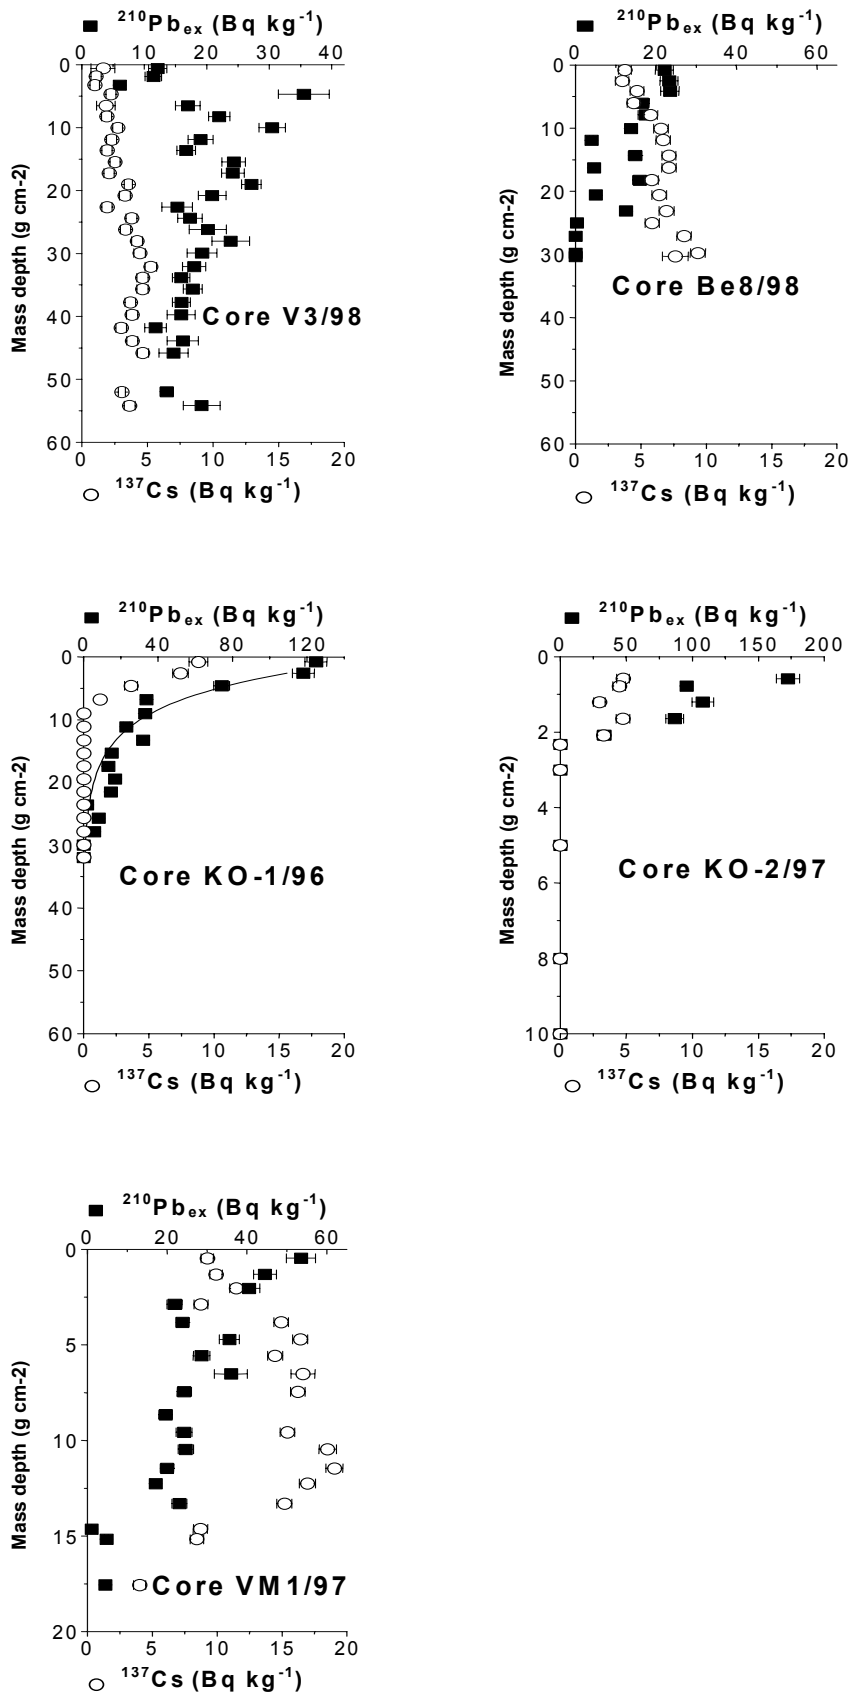 210Pbex (Bq kg-1)
0 10 20 30 40
0
10
20
30
40
50
60
Mass depth (g cm-2)
Core V3/98
0 5 10 15 20
137Cs (Bq kg-1)
210Pbex (Bq kg-1)
0 20 40 60
0
10
20
30
40
50
60
Mass depth (g cm-2)
Core Be8/98
0 5 10 15 20
137Cs (Bq kg-1)
210Pbex (Bq kg-1)
0 40 80 120
0
10
20
30
40
50
60
Mass depth (g cm-2)
Core KO-1/96
0 5 10 15 20
137Cs (Bq kg-1)
210Pbex (Bq kg-1)
0 50 100 150 200
0
2
4
6
8
10
Mass depth (g cm-2)
Core KO-2/97
0 5 10 15 20
137Cs (Bq kg-1)
210Pbex (Bq kg-1)
0 20 40 60
0
5
10
15
20
Mass depth (g cm-2)
Core VM1/97
0 5 10 15 20
137Cs (Bq kg-1)